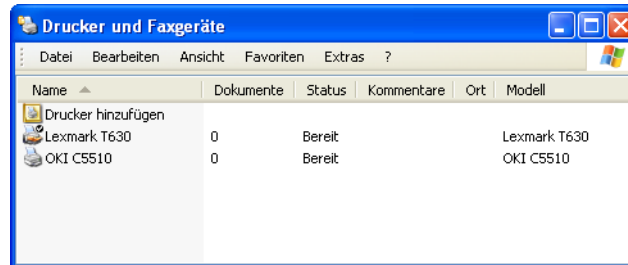 Drucker und Faxgeräte
Datei Bearbeiten Ansicht Favoriten Extras ?
Name Dokumente Status Kommentare Ort Modell
Drucker hinzufügen
Lexmark T630 0 Bereit Lexmark T630
OKI C5510 0 Bereit OKI C5510